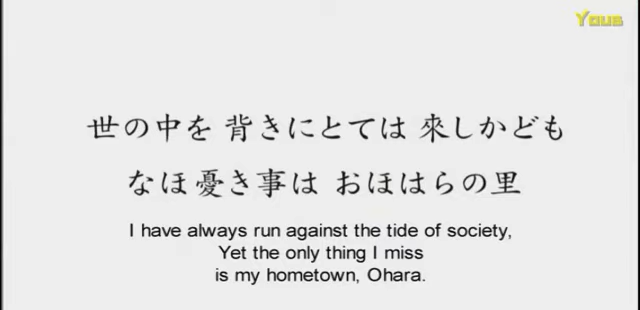 Yous
世の中を 背きにとては 來しかども
なほ憂き事は おほはらの里
I have always run against the tide of society,
Yet the only thing I miss
is my hometown, Ohara.